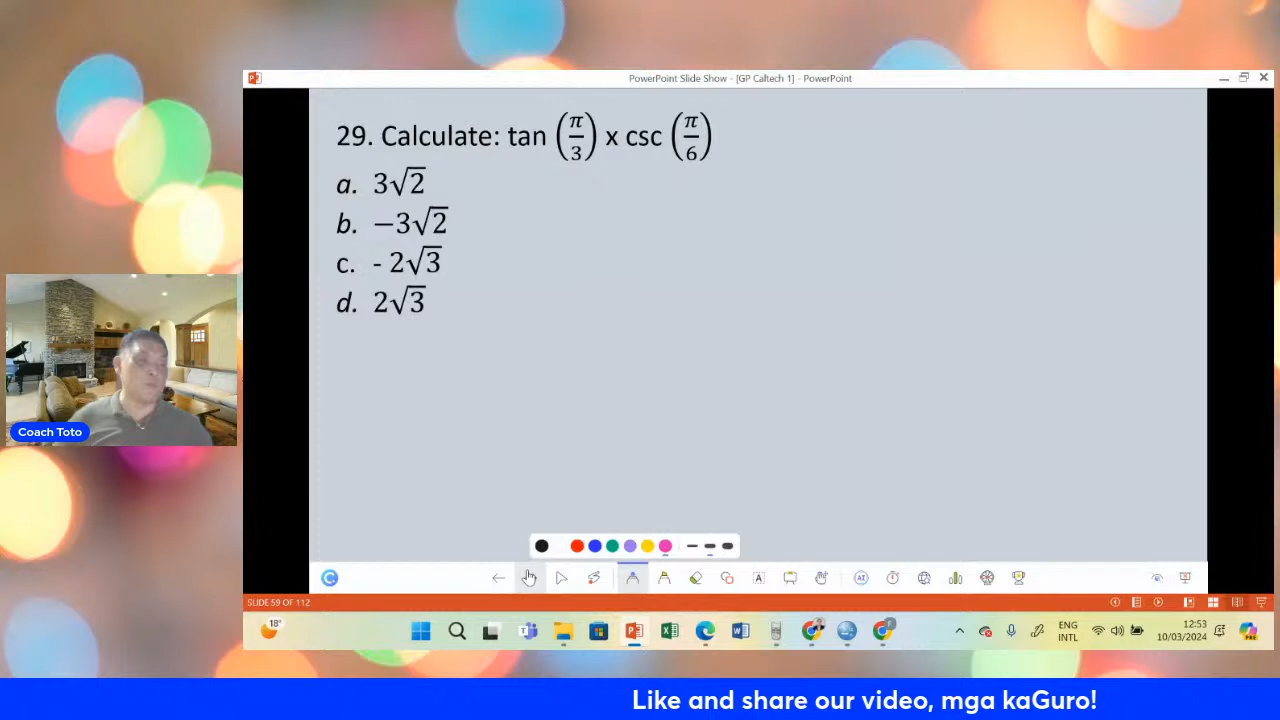 PowerPoint Slide Show - [GP Caltech 1] - PowerPoint
29. Calculate: tan (π/3) x csc (π/6)
a. 3√2
b. −3√2
c. - 2√3
d. 2√3
Coach Toto
A
AI
SLIDE 59 OF 112
18°
ENG
INTL
12:53
10/03/2024
Like and share our video, mga kaGuro!